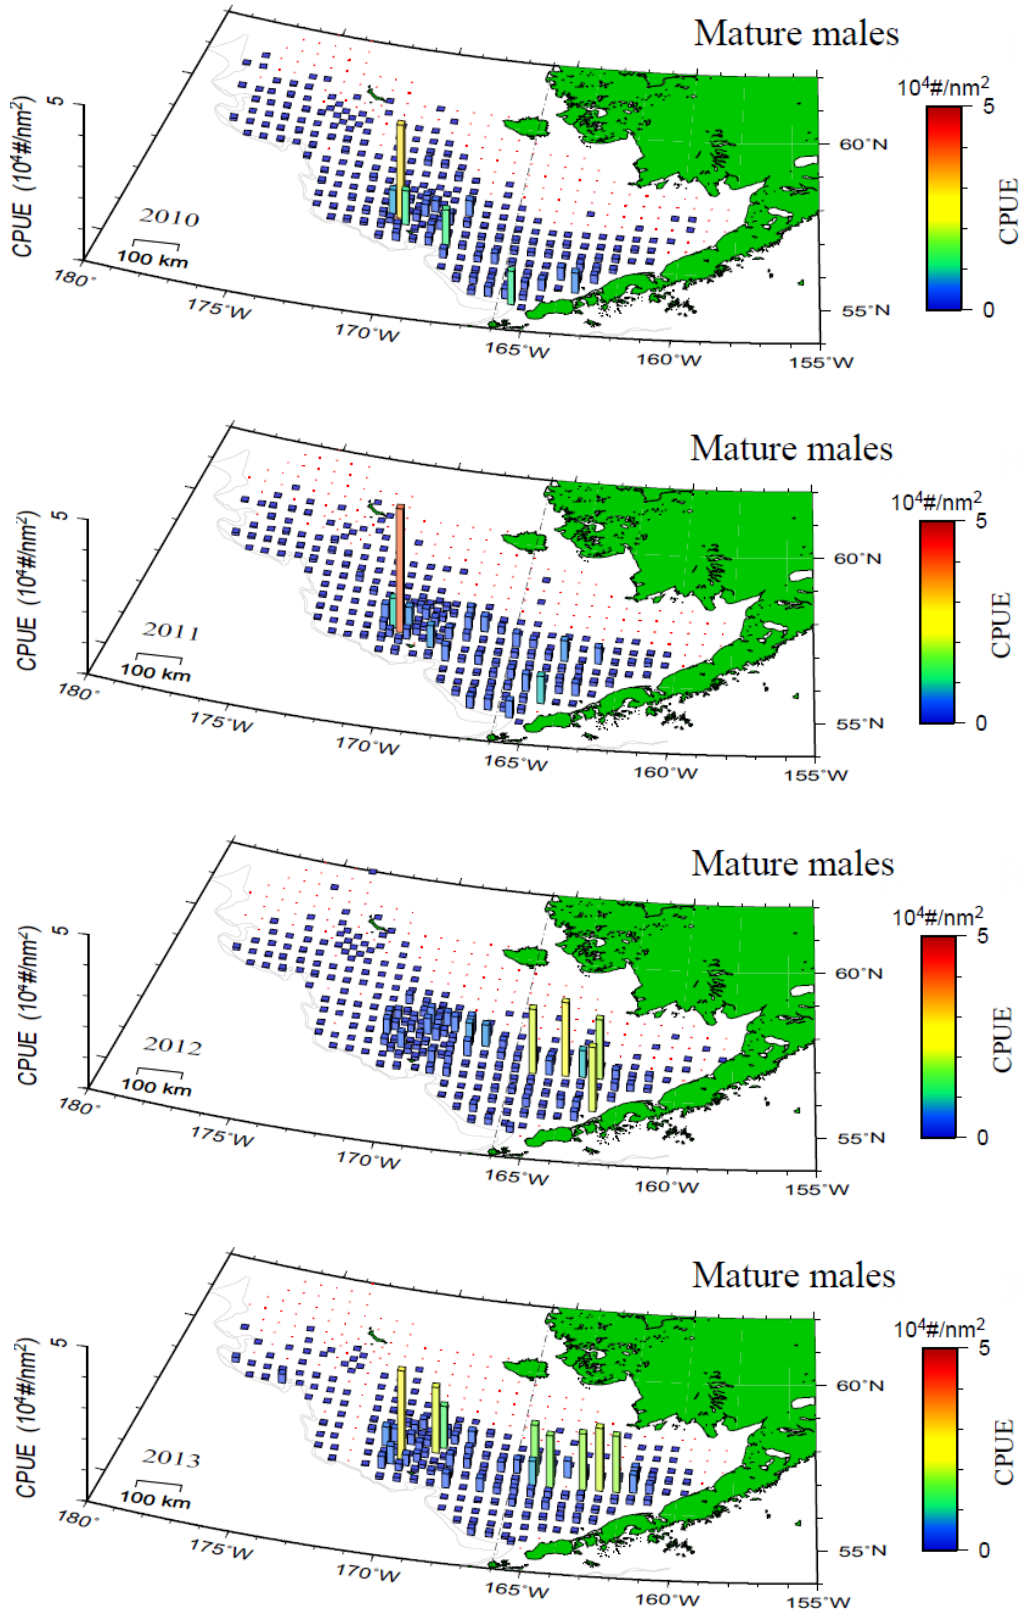 Mature males
10⁴#/nm²
5
5
CPUE (10⁴#/nm²)
60°N
CPUE
2010
100 km
180°
0
55°N
175°W
170°W
165°W
160°W
155°W
Mature males
10⁴#/nm²
5
5
CPUE (10⁴#/nm²)
60°N
CPUE
2011
100 km
180°
0
55°N
175°W
170°W
165°W
160°W
155°W
Mature males
10⁴#/nm²
5
5
CPUE (10⁴#/nm²)
60°N
CPUE
2012
100 km
180°
0
55°N
175°W
170°W
165°W
160°W
155°W
Mature males
10⁴#/nm²
5
5
CPUE (10⁴#/nm²)
60°N
CPUE
2013
100 km
180°
0
55°N
175°W
170°W
165°W
160°W
155°W